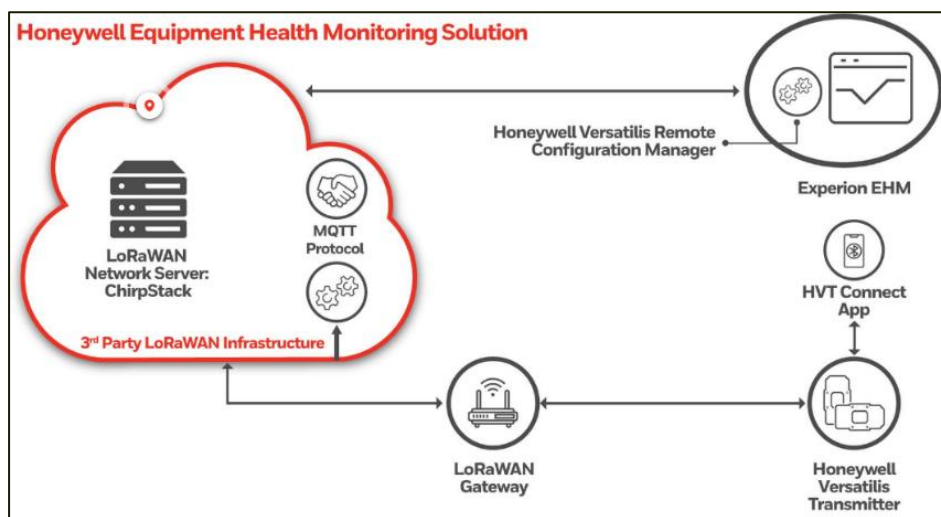 Honeywell Equipment Health Monitoring Solution
Honeywell Versatilis Remote
Configuration Manager
Experion EHM
MQTT
Protocol
LoRaWAN
Network Server:
ChirpStack
HVT Connect
App
3rd Party LoRaWAN Infrastructure
LoRaWAN
Gateway
Honeywell
Versatilis
Transmitter